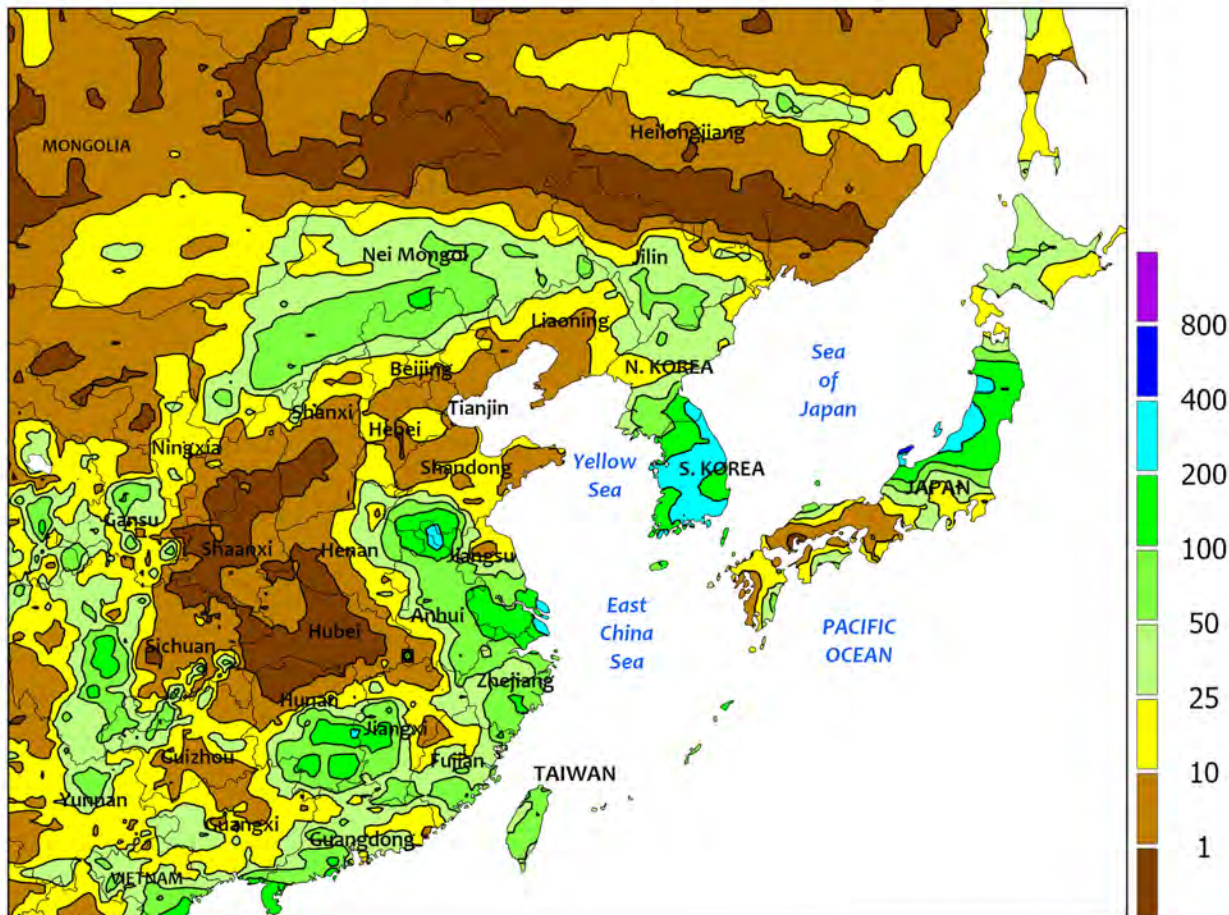 Heilongjiang
MONGOLIA
Nei Mongol
Jilin
800
Liaoning
Sea
of
Japan
Beijing
N. KOREA
400
Shanxi
Tianjin
Hebei
Ningxia
Shandong
Yellow
Sea
S. KOREA
200
JAPAN
Gansu
Shaanxi
Henan
Jiangsu
100
East
China
Sea
Anhui
Hubei
PACIFIC
OCEAN
50
Sichuan
Zhejiang
Hunan
25
Jiangxi
Guizhou
Fujian
TAIWAN
10
Yunnan
Guangxi
Guangdong
1
VIETNAM